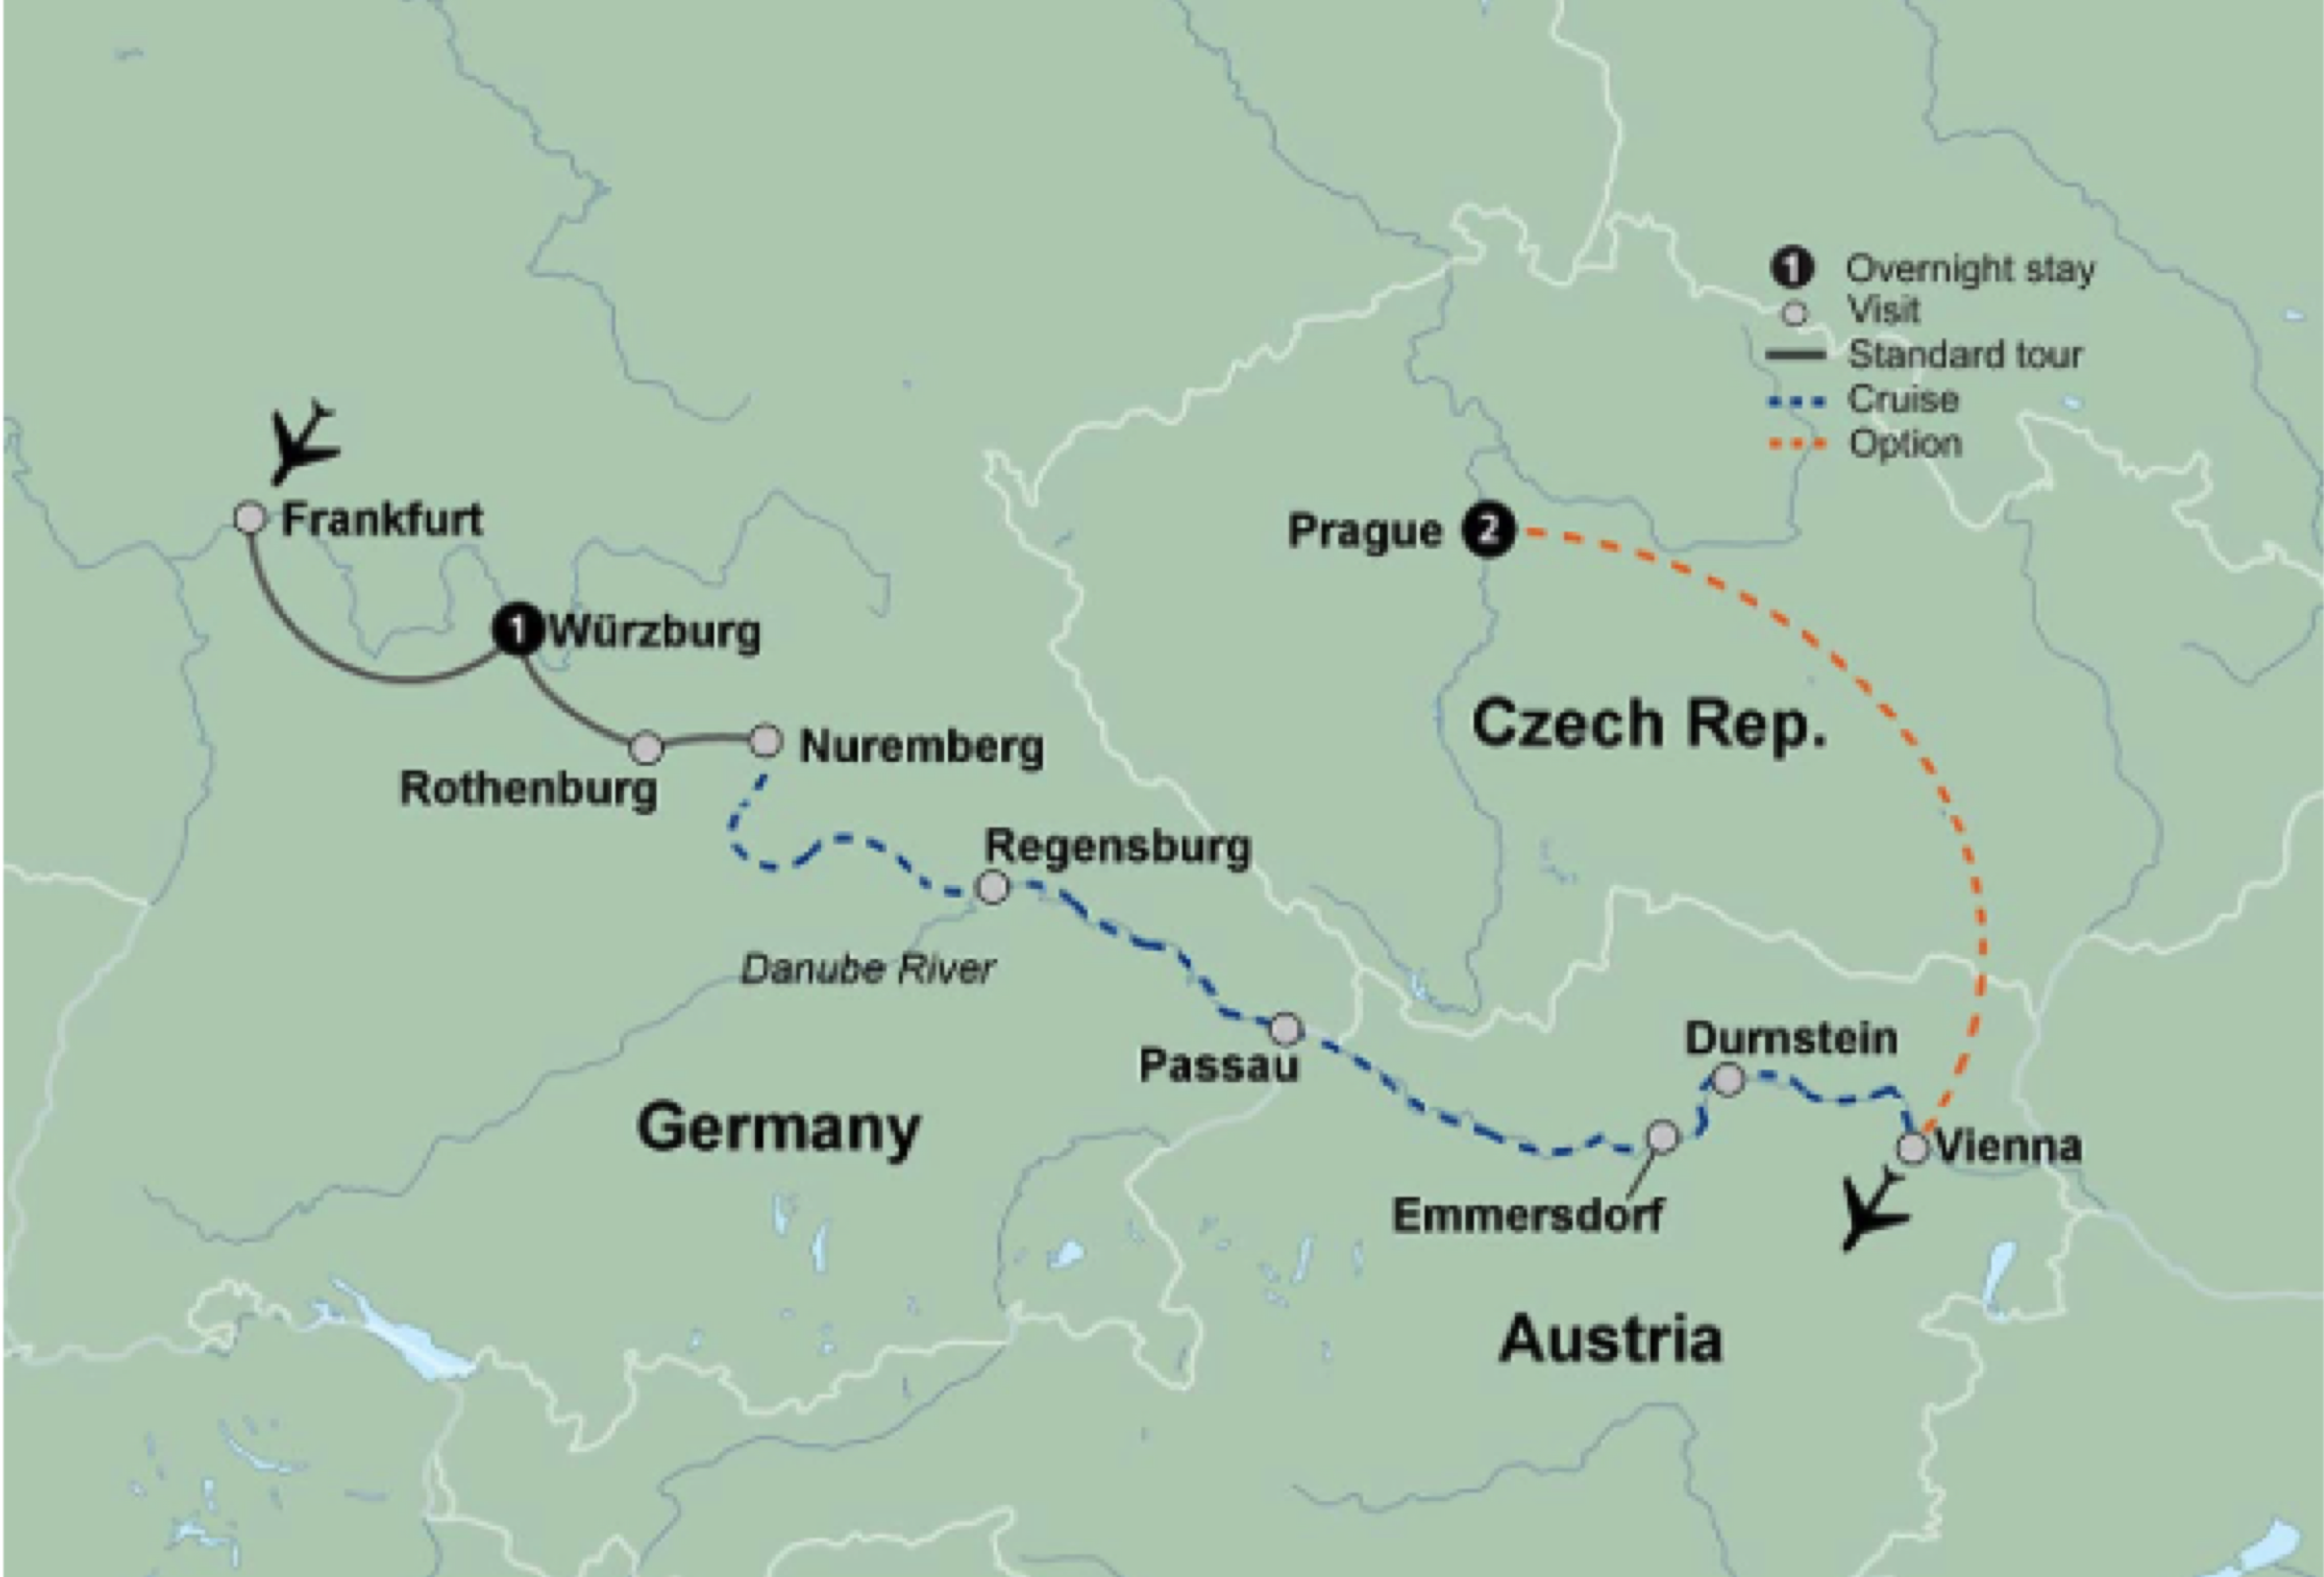 1 Overnight stay
Visit
Standard tour
Cruise
Option
Frankfurt
Prague 2
1 Würzburg
Czech Rep.
Nuremberg
Rothenburg
Regensburg
Danube River
Durnstein
Passau
Germany
Vienna
Emmersdorf
Austria